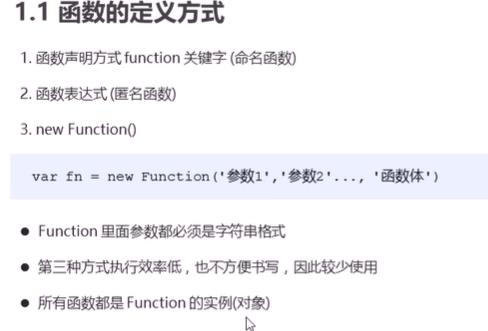 1.1 函数的定义方式
1. 函数声明方式 function 关键字 (命名函数)
2. 函数表达式 (匿名函数)
3. new Function()
var fn = new Function('参数1','参数2'..., '函数体')
● Function 里面参数都必须是字符串格式
● 第三种方式执行效率低，也不方便书写，因此较少使用
● 所有函数都是 Function 的实例(对象)